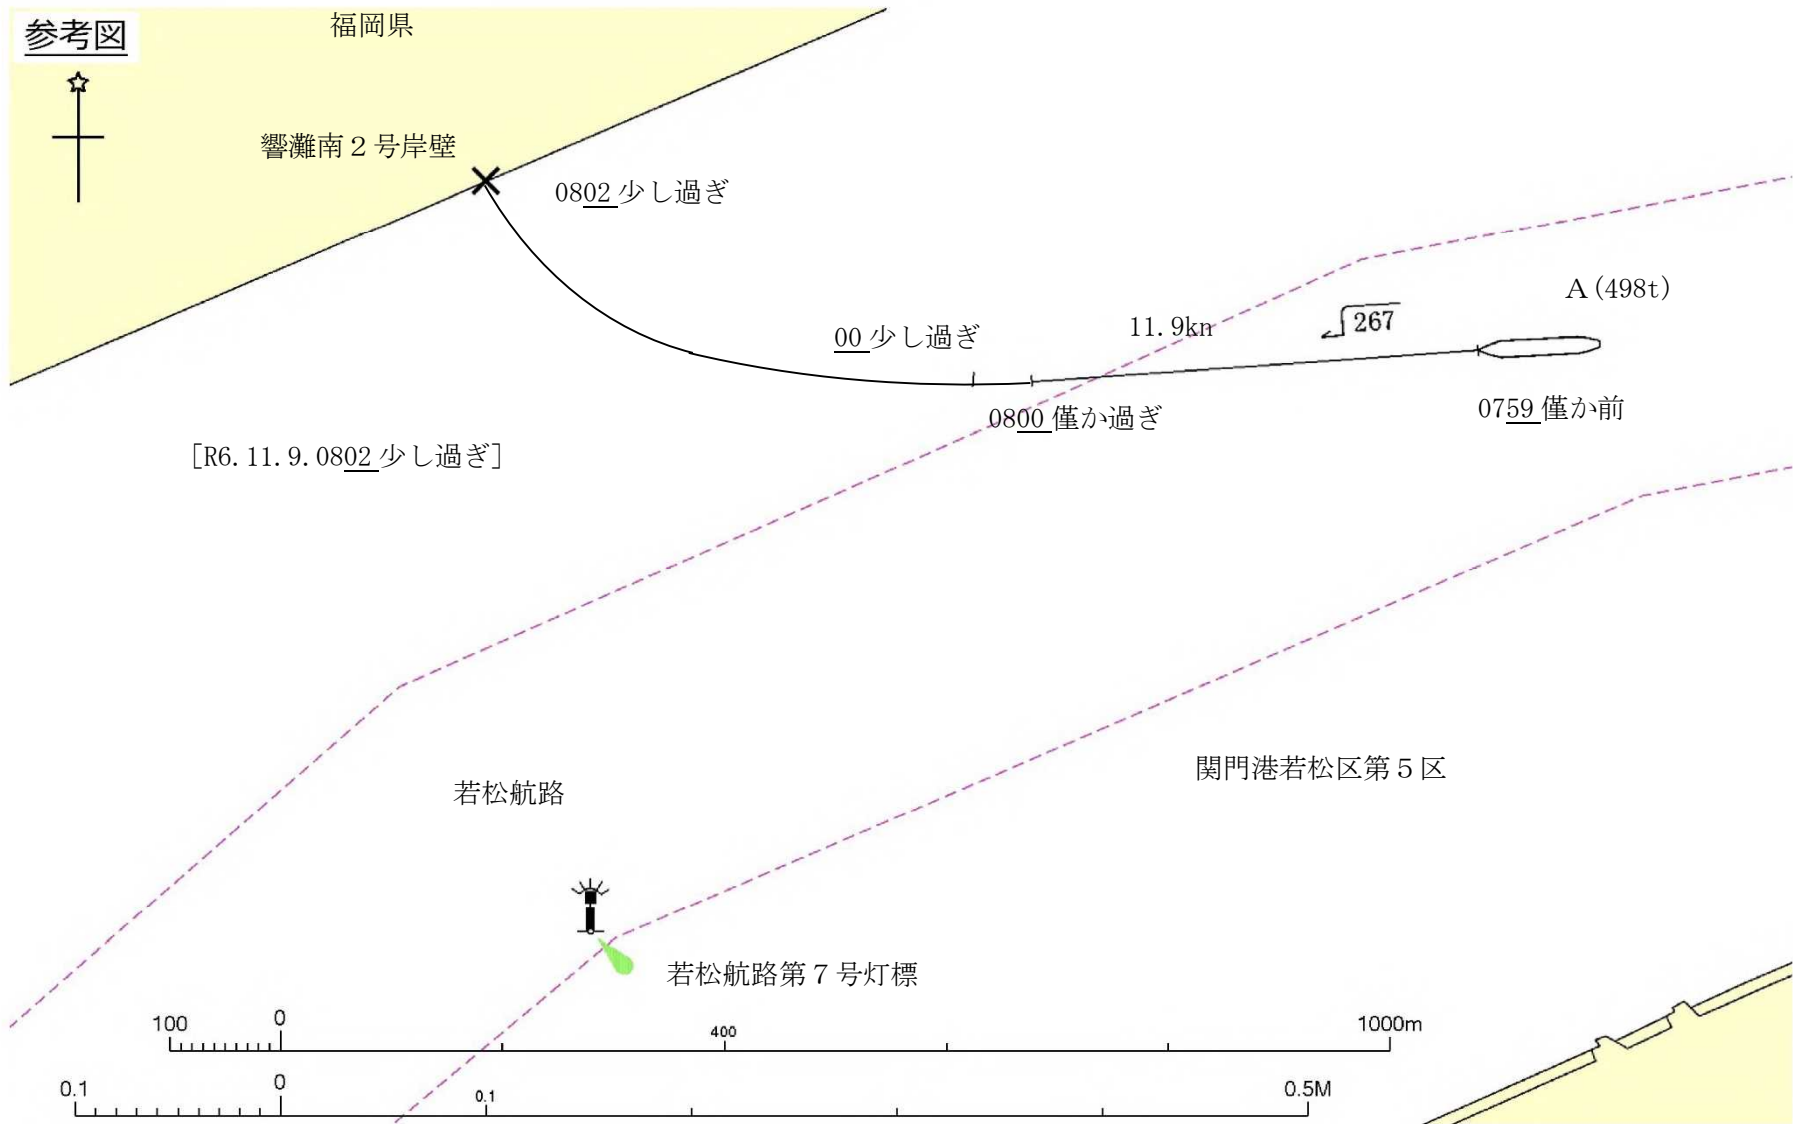 参考図
福岡県
響灘南２号岸壁
0802少し過ぎ
A(498t)
267
11.9kn
00少し過ぎ
0800僅か過ぎ
0759僅か前
[R6.11.9.0802少し過ぎ]
関門港若松区第５区
若松航路
若松航路第７号灯標
100 0 400 1000m
0.1 0 0.1 0.5M